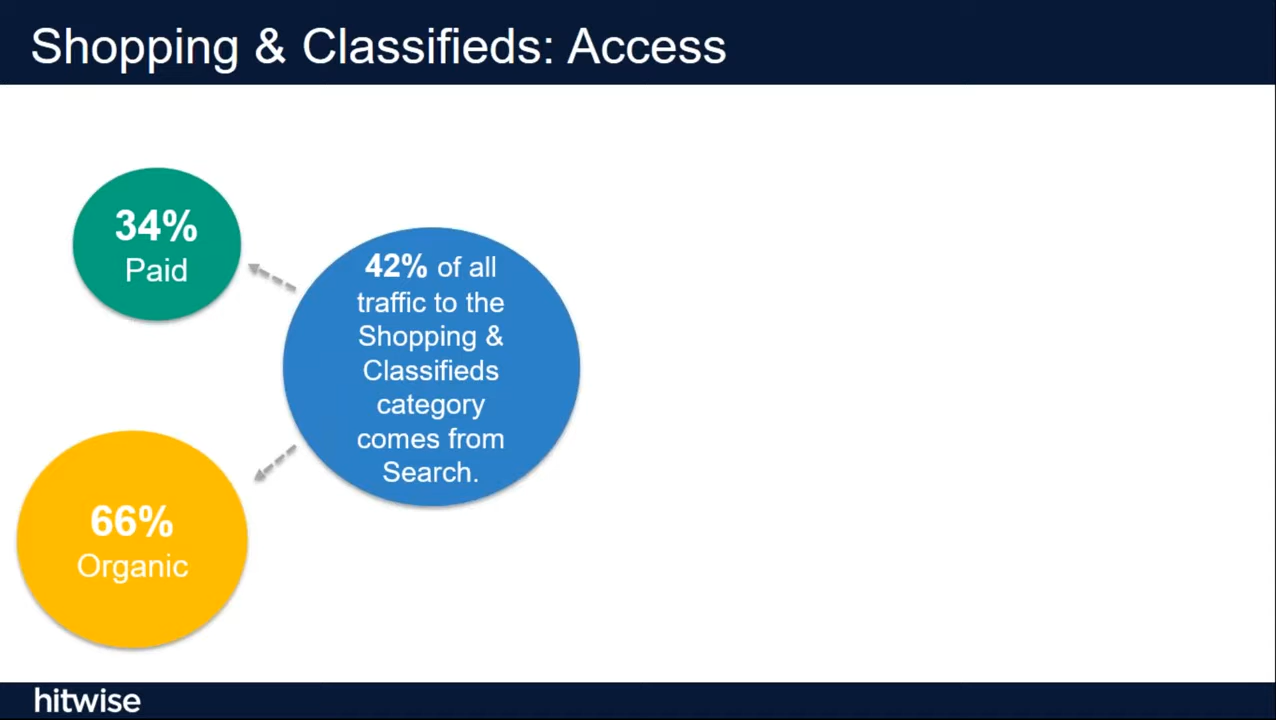 Shopping & Classifieds: Access
34%
Paid
42% of all
traffic to the
Shopping &
Classifieds
category
comes from
Search.
66%
Organic
hitwise